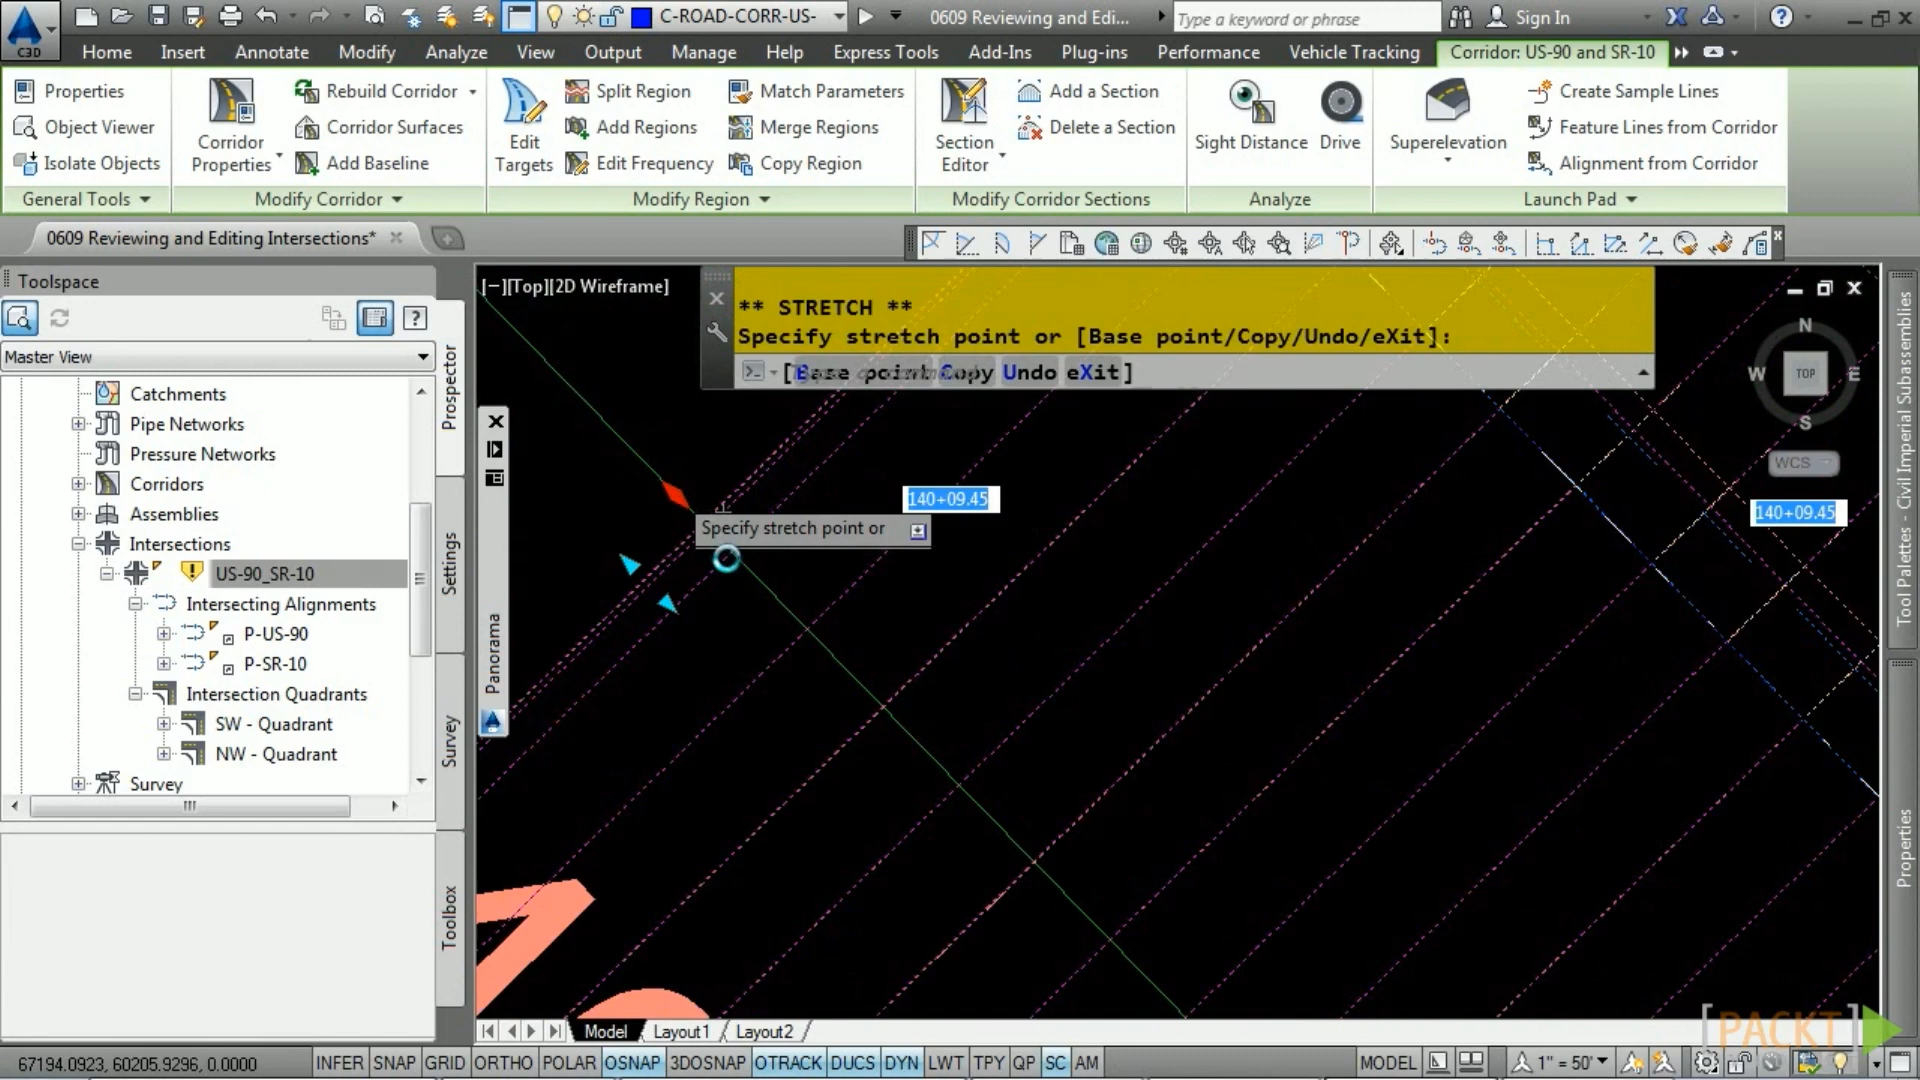 C-ROAD-CORR-US-
0609 Reviewing and Edi...
Type a keyword or phrase
Sign In
C3D
Home Insert Annotate Modify Analyze View Output Manage Help Express Tools Add-Ins Plug-ins Performance Vehicle Tracking Corridor: US-90 and SR-10
Properties
Object Viewer
Isolate Objects
General Tools
Corridor Properties
Rebuild Corridor
Corridor Surfaces
Add Baseline
Modify Corridor
Edit Targets
Split Region
Add Regions
Edit Frequency
Match Parameters
Merge Regions
Copy Region
Modify Region
Section Editor
Add a Section
Delete a Section
Modify Corridor Sections
Sight Distance
Drive
Analyze
Superelevation
Create Sample Lines
Feature Lines from Corridor
Alignment from Corridor
Launch Pad
0609 Reviewing and Editing Intersections*
Toolspace
Master View
Catchments
Pipe Networks
Pressure Networks
Corridors
Assemblies
Intersections
US-90_SR-10
Intersecting Alignments
P-US-90
P-SR-10
Intersection Quadrants
SW - Quadrant
NW - Quadrant
Survey
Prospector
Settings
Survey
Toolbox
Panorama
[−][Top][2D Wireframe]
** STRETCH **
Specify stretch point or [Base point/Copy/Undo/eXit]:
[Base point Copy Undo eXit]
140+09.45
Specify stretch point or
140+09.45
N
W TOP E
S
WCS
Tool Palettes - Civil Imperial Subassemblies
Properties
[PACKT]
Model Layout1 Layout2
67194.0923, 60205.9296, 0.0000
INFER SNAP GRID ORTHO POLAR OSNAP 3DOSNAP OTRACK DUCS DYN LWT TPY QP SC AM
MODEL
1" = 50'